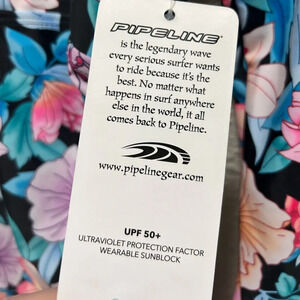 PIPELINE
is the legendary wave
every serious surfer wants
to ride because it's the
best. No matter what
happens in surf anywhere
else in the world, it all
comes back to Pipeline.
www.pipelinegear.com
UPF 50+
ULTRAVIOLET PROTECTION FACTOR
WEARABLE SUNBLOCK